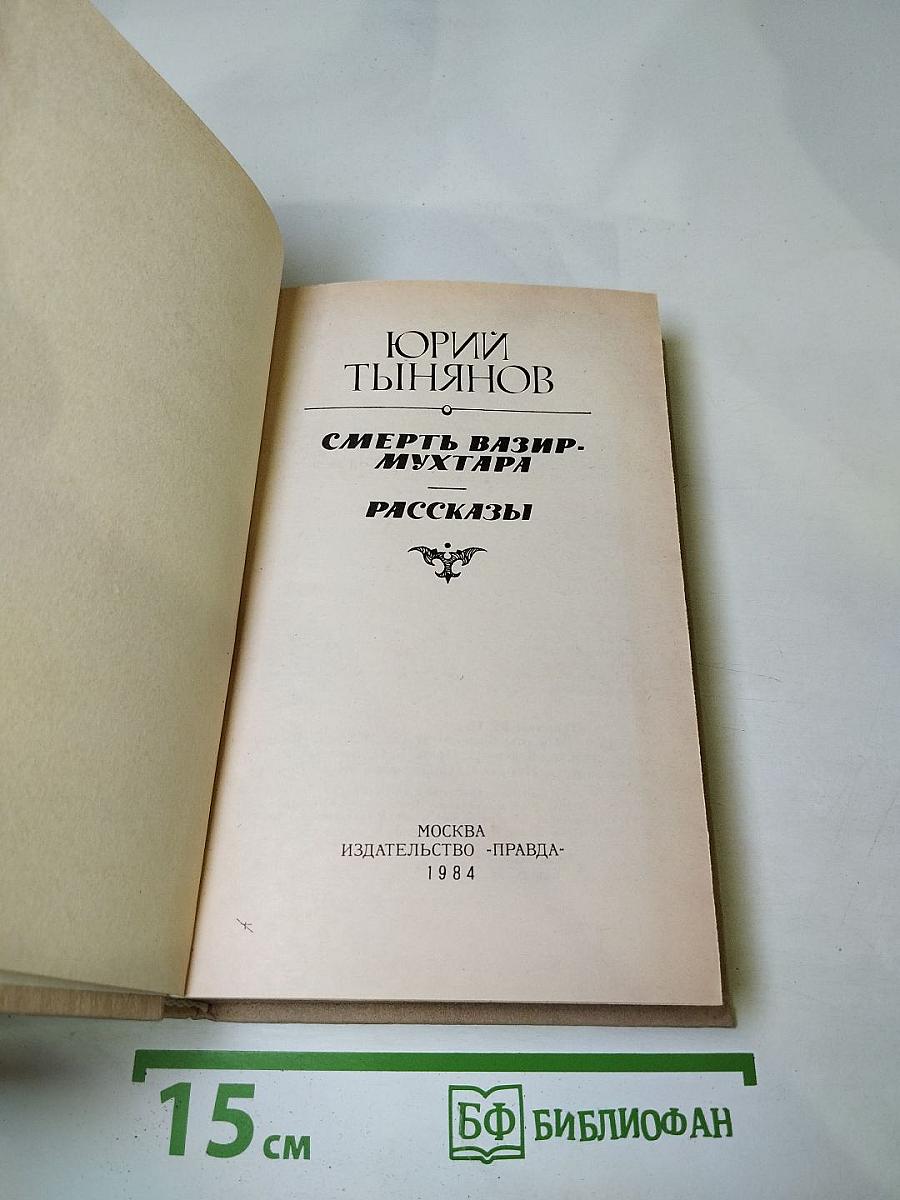 ЮРИЙ
ТЫНЯНОВ
СМЕРТЬ ВАЗИР-
МУХТАРА
РАССКАЗЫ
МОСКВА
ИЗДАТЕЛЬСТВО «ПРАВДА»
1984
15 см
БФ БИБЛИОФАН